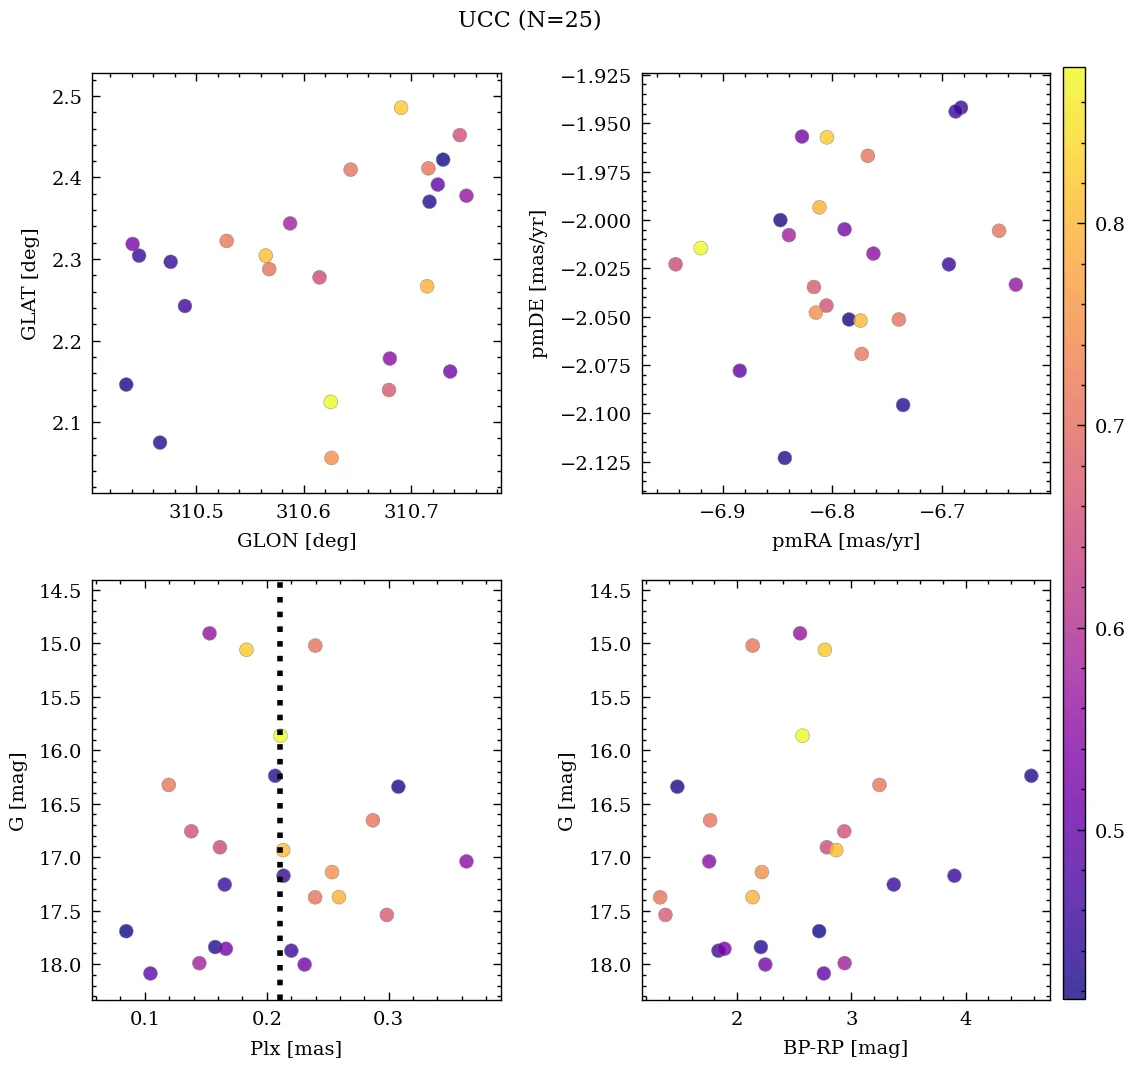 UCC (N=25)
2.5
2.4
2.3
2.2
2.1
GLAT [deg]
310.5 310.6 310.7
GLON [deg]
−1.925
−1.950
−1.975
−2.000
−2.025
−2.050
−2.075
−2.100
−2.125
pmDE [mas/yr]
−6.9 −6.8 −6.7
pmRA [mas/yr]
14.5
15.0
15.5
16.0
16.5
17.0
17.5
18.0
G [mag]
0.1 0.2 0.3
Plx [mas]
14.5
15.0
15.5
16.0
16.5
17.0
17.5
18.0
G [mag]
2 3 4
BP-RP [mag]
0.8
0.7
0.6
0.5